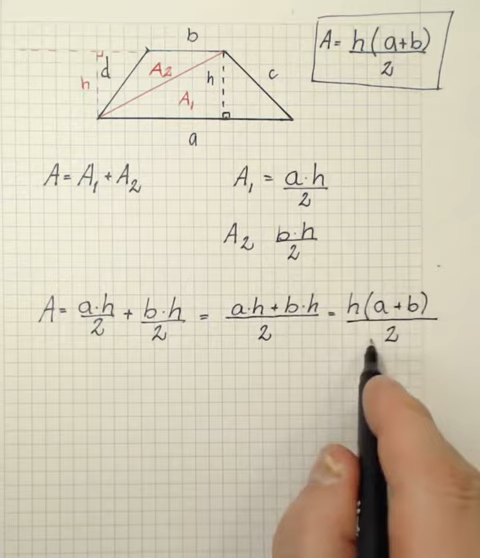 b
A = h(a+b)/2
d
A₂
h
h
c
A₁
a
A = A₁ + A₂
A₁ = a·h/2
A₂ b·h/2
A = a·h/2 + b·h/2 = a·h + b·h/2 = h(a+b)/2